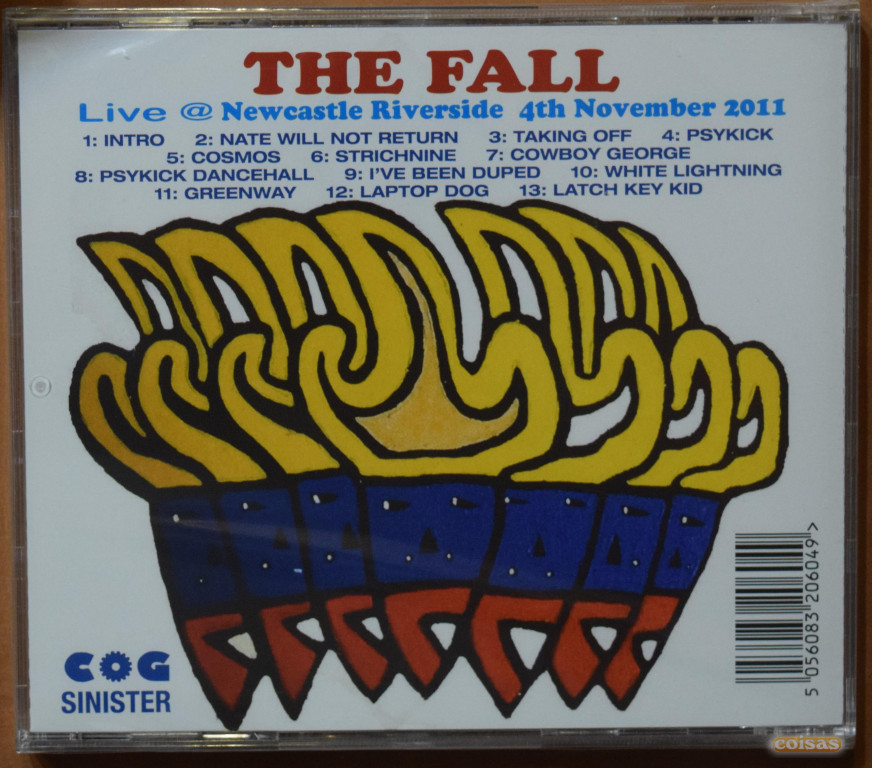 THE FALL
Live @ Newcastle Riverside 4th November 2011
1: INTRO 2: NATE WILL NOT RETURN 3: TAKING OFF 4: PSYKICK
5: COSMOS 6: STRICHNINE 7: COWBOY GEORGE
8: PSYKICK DANCEHALL 9: I'VE BEEN DUPED 10: WHITE LIGHTNING
11: GREENWAY 12: LAPTOP DOG 13: LATCH KEY KID
5 056083 206049 >
COG
SINISTER
coisas